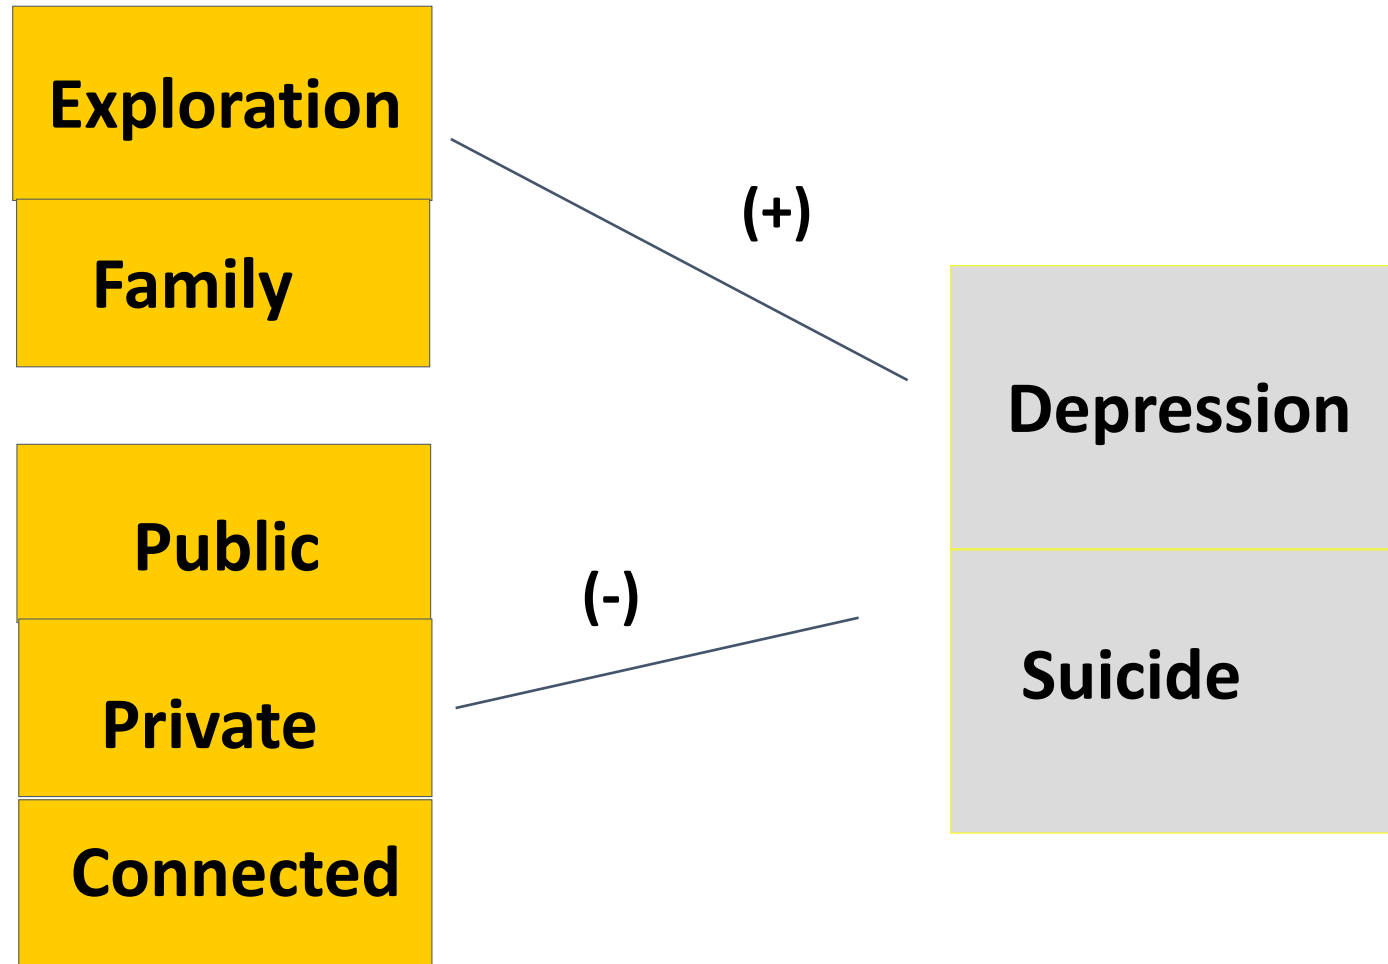 Exploration
(+)
Family
Depression
Public
(-)
Suicide
Private
Connected